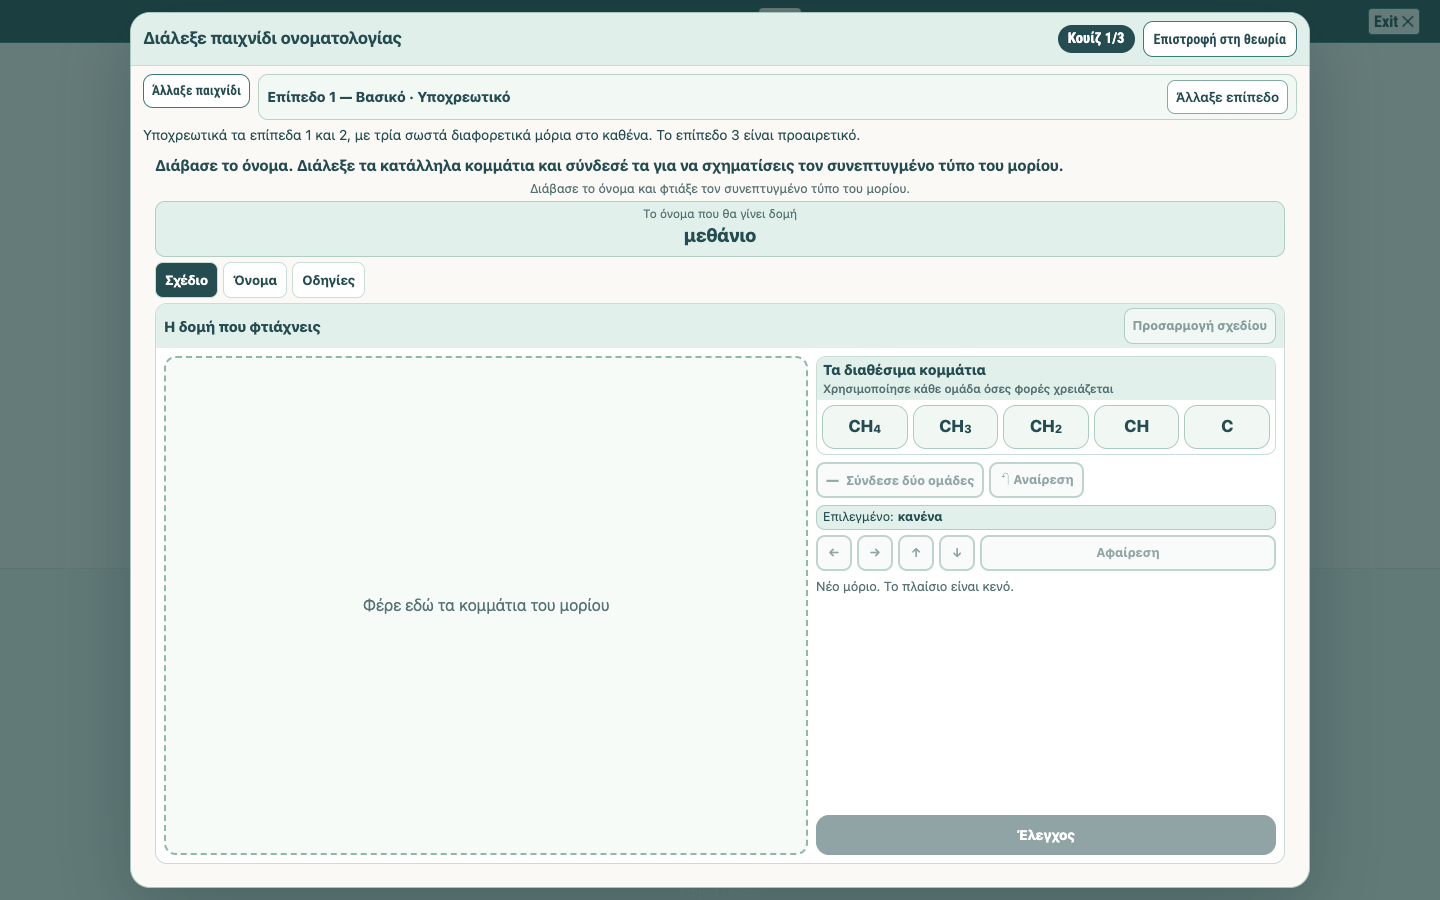 Exit ✕
Διάλεξε παιχνίδι ονοματολογίας
Κουίζ 1/3
Επιστροφή στη θεωρία
Άλλαξε παιχνίδι
Επίπεδο 1 — Βασικό · Υποχρεωτικό
Άλλαξε επίπεδο
Υποχρεωτικά τα επίπεδα 1 και 2, με τρία σωστά διαφορετικά μόρια στο καθένα. Το επίπεδο 3 είναι προαιρετικό.
Διάβασε το όνομα. Διάλεξε τα κατάλληλα κομμάτια και σύνδεσέ τα για να σχηματίσεις τον συνεπτυγμένο τύπο του μορίου.
Διάβασε το όνομα και φτιάξε τον συνεπτυγμένο τύπο του μορίου.
Το όνομα που θα γίνει δομή
μεθάνιο
Σχέδιο
Όνομα
Οδηγίες
Η δομή που φτιάχνεις
Προσαρμογή σχεδίου
Φέρε εδώ τα κομμάτια του μορίου
Τα διαθέσιμα κομμάτια
Χρησιμοποίησε κάθε ομάδα όσες φορές χρειάζεται
CH₄
CH₃
CH₂
CH
C
— Σύνδεσε δύο ομάδες
Αναίρεση
Επιλεγμένο: κανένα
← → ↑ ↓
Αφαίρεση
Νέο μόριο. Το πλαίσιο είναι κενό.
Έλεγχος